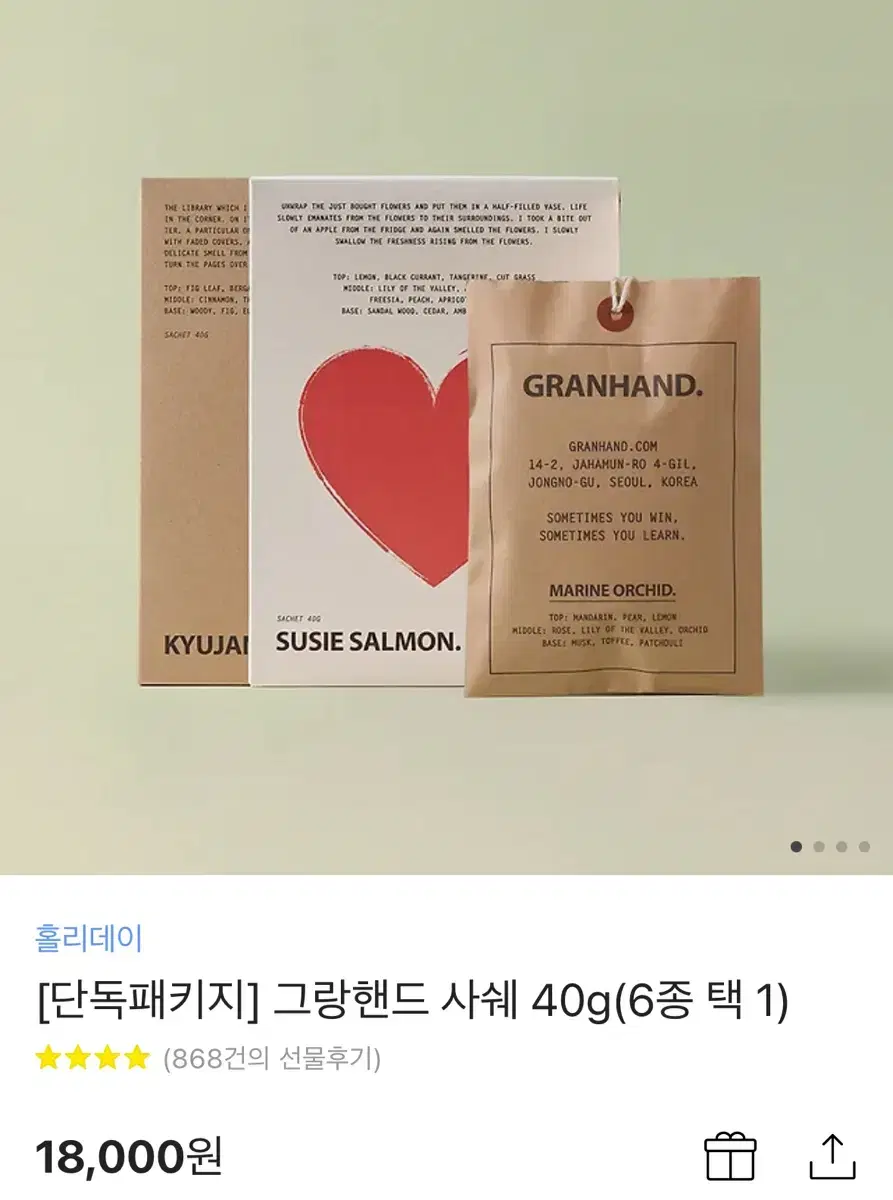 THE LIBRARY WHICH I
IN THE CORNER. ON
TER, A PARTICULAR
WITH FADED COVERS,
DELICATE SMELL FROM
TURN THE PAGES OVER
TOP: FIG LEAF,
MIDDLE: CINNAMON,
BASE: WOODY, FIG,
SACHET 40G
KYUJA
UNWRAP THE JUST BOUGHT FLOWERS AND PUT THEM IN A HALF-FILLED VASE. LIFE
SLOWLY EMANATES FROM THE FLOWERS TO THEIR SURROUNDINGS. I TOOK A BITE OUT
OF AN APPLE FROM THE FRIDGE AND AGAIN SMELLED THE FLOWERS. I SLOWLY
SWALLOW THE FRESHNESS RISING FROM THE FLOWERS.
TOP: LEMON, BLACK CURRANT, TANGERINE, CUT GRASS
MIDDLE: LILY OF THE VALLEY,
FREESIA, PEACH, APRICOT
BASE: SANDAL WOOD, CEDAR, AMB
SACHET 40G
SUSIE SALMON.
GRANHAND.
GRANHAND.COM
14-2, JAHAMUN-RO 4-GIL,
JONGNO-GU, SEOUL, KOREA
SOMETIMES YOU WIN,
SOMETIMES YOU LEARN.
MARINE ORCHID.
TOP: MANDARIN, PEAR, LEMON
MIDDLE: ROSE, LILY OF THE VALLEY, ORCHID
BASE: MUSK, TOFFEE, PATCHOULI
홀리데이
[단독패키지] 그랑핸드 사쉐 40g(6종 택 1)
(868건의 선물후기)
18,000원